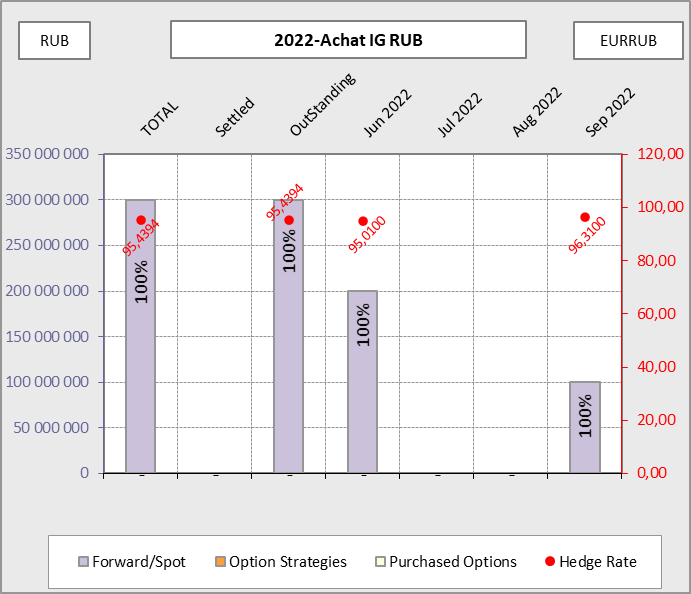 RUB
2022-Achat IG RUB
EURRUB
TOTAL
Settled
OutStanding
Jun 2022
Jul 2022
Aug 2022
Sep 2022
350 000 000
300 000 000
250 000 000
200 000 000
150 000 000
100 000 000
50 000 000
0
120,00
100,00
80,00
60,00
40,00
20,00
0,00
95,4394
95,4394
95,0100
96,3100
100%
100%
100%
100%
Forward/Spot
Option Strategies
Purchased Options
Hedge Rate